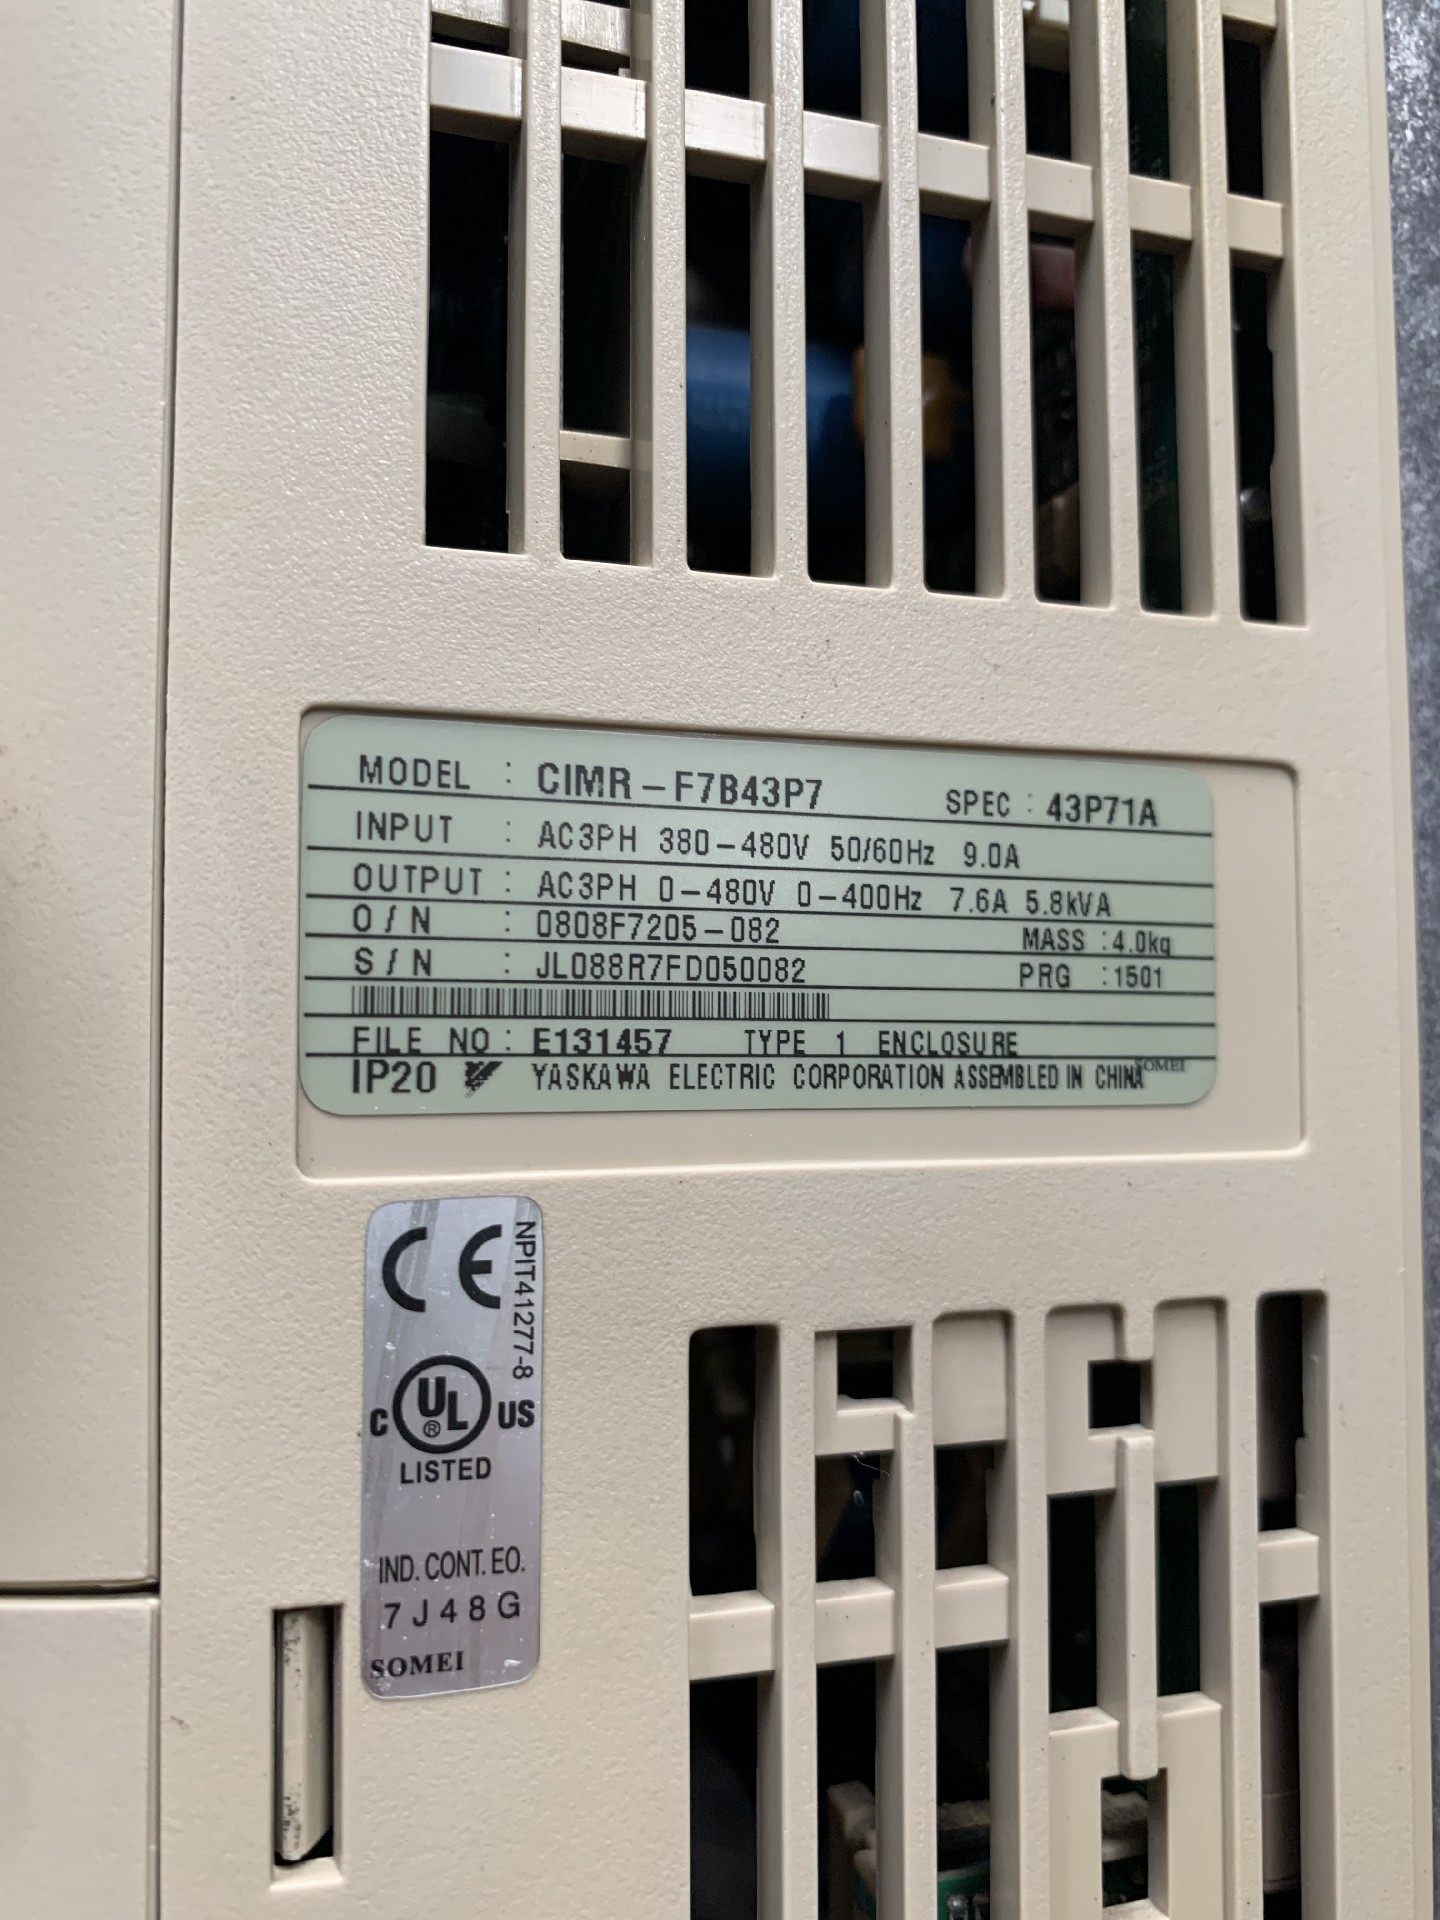 MODEL : CIMR-F7B43P7 SPEC : 43P71A
INPUT : AC3PH 380-480V 50/60Hz 9.0A
OUTPUT : AC3PH 0-480V 0-400Hz 7.6A 5.8kVA
O/N : 0808F7205-082 MASS :4.0kg
S/N : JL088R7FD050082 PRG :1501
FILE NO : E131457 TYPE 1 ENCLOSURE
IP20 YASKAWA ELECTRIC CORPORATION ASSEMBLED IN CHINA SOMEI
CE
NPIT41277-8
C UL ® US
LISTED
IND. CONT. EQ.
7J48G
SOMEI